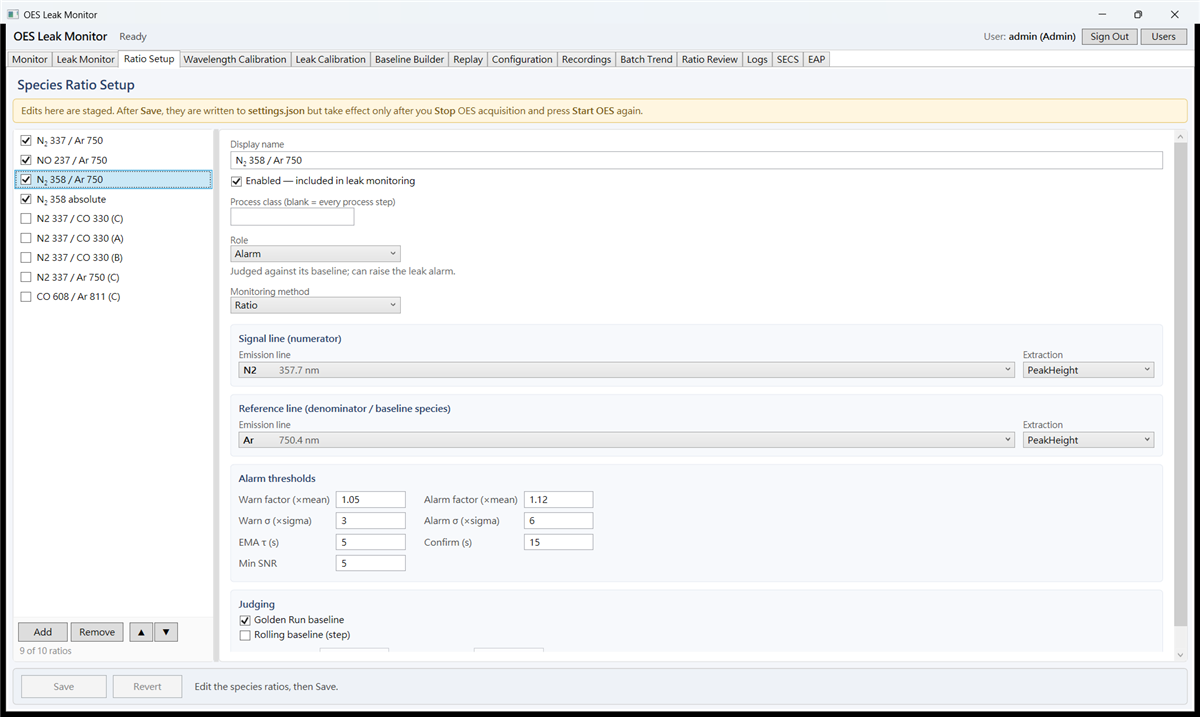 OES Leak Monitor
OES Leak Monitor Ready User: admin (Admin) Sign Out Users
Monitor Leak Monitor Ratio Setup Wavelength Calibration Leak Calibration Baseline Builder Replay Configuration Recordings Batch Trend Ratio Review Logs SECS EAP
Species Ratio Setup
Edits here are staged. After Save, they are written to settings.json but take effect only after you Stop OES acquisition and press Start OES again.
N₂ 337 / Ar 750
NO 237 / Ar 750
N₂ 358 / Ar 750
N₂ 358 absolute
N2 337 / CO 330 (C)
N2 337 / CO 330 (A)
N2 337 / CO 330 (B)
N2 337 / Ar 750 (C)
CO 608 / Ar 811 (C)
Add Remove ▲ ▼
9 of 10 ratios
Display name
N₂ 358 / Ar 750
Enabled — included in leak monitoring
Process class (blank = every process step)
Role
Alarm
Judged against its baseline; can raise the leak alarm.
Monitoring method
Ratio
Signal line (numerator)
Emission line Extraction
N2 357.7 nm PeakHeight
Reference line (denominator / baseline species)
Emission line Extraction
Ar 750.4 nm PeakHeight
Alarm thresholds
Warn factor (×mean) 1.05 Alarm factor (×mean) 1.12
Warn σ (×sigma) 3 Alarm σ (×sigma) 6
EMA τ (s) 5 Confirm (s) 15
Min SNR 5
Judging
Golden Run baseline
Rolling baseline (step)
Save Revert Edit the species ratios, then Save.